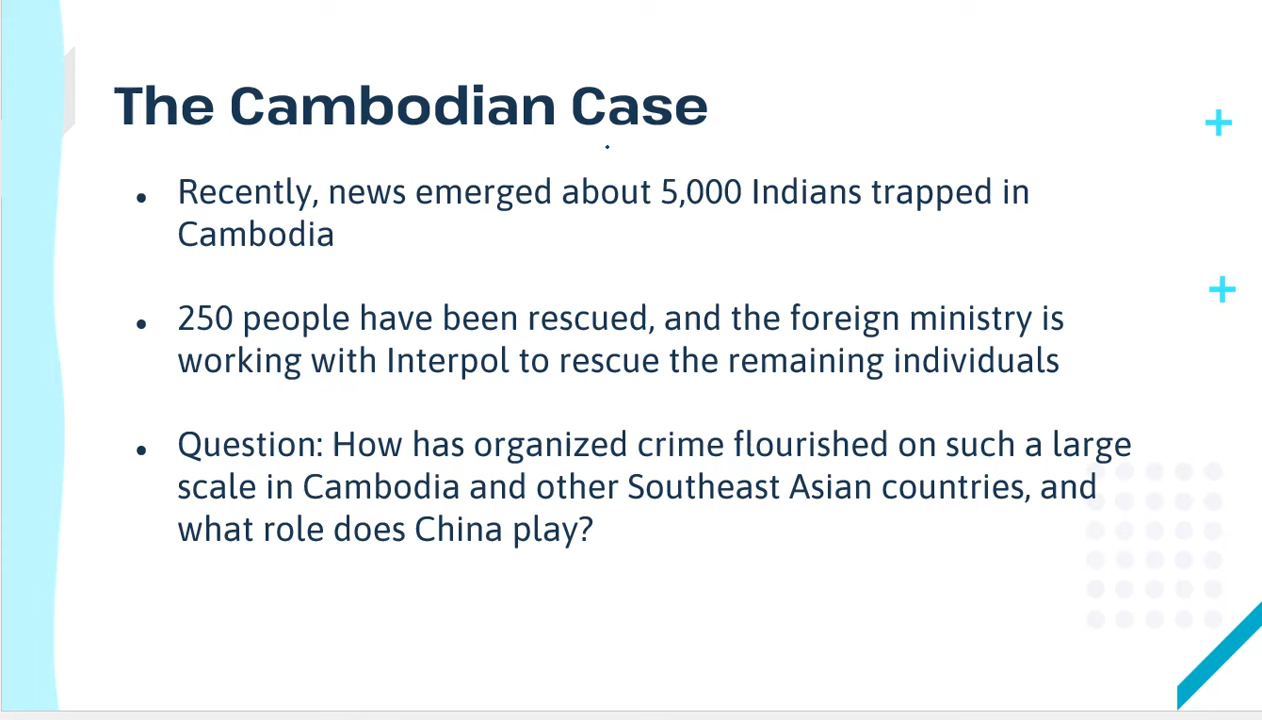 The Cambodian Case
• Recently, news emerged about 5,000 Indians trapped in
Cambodia
• 250 people have been rescued, and the foreign ministry is
working with Interpol to rescue the remaining individuals
• Question: How has organized crime flourished on such a large
scale in Cambodia and other Southeast Asian countries, and
what role does China play?